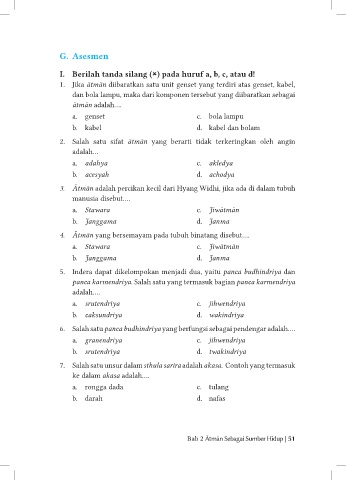 G. Asesmen
I. Berilah tanda silang (×) pada huruf a, b, c, atau d!
1. Jika ātmān diibaratkan satu unit genset yang terdiri atas genset, kabel,
dan bola lampu, maka dari komponen tersebut yang diibaratkan sebagai
ātmān adalah....
a. genset c. bola lampu
b. kabel d. kabel dan bolam
2. Salah satu sifat ātmān yang berarti tidak terkeringkan oleh angin
adalah...
a. adahya c. akledya
b. acesyah d. achodya
3. Ātmān adalah percikan kecil dari Hyang Widhi, jika ada di dalam tubuh
manusia disebut....
a. Stawara c. Jiwātmān
b. Janggama d. Janma
4. Ātmān yang bersemayam pada tubuh binatang disebut....
a. Stawara c. Jiwātmān
b. Janggama d. Janma
5. Indera dapat dikelompokan menjadi dua, yaitu panca budhindriya dan
panca karmendriya. Salah satu yang termasuk bagian panca karmendriya
adalah....
a. srutendriya c. jihwendriya
b. caksundriya d. wakindriya
6. Salah satu panca budhindriya yang berfungsi sebagai pendengar adalah....
a. granendriya c. jihwendriya
b. srutendriya d. twakindriya
7. Salah satu unsur dalam sthula sarira adalah akasa. Contoh yang termasuk
ke dalam akasa adalah....
a. rongga dada c. tulang
b. darah d. nafas
Bab 2 Ātmān Sebagai Sumber Hidup | 51